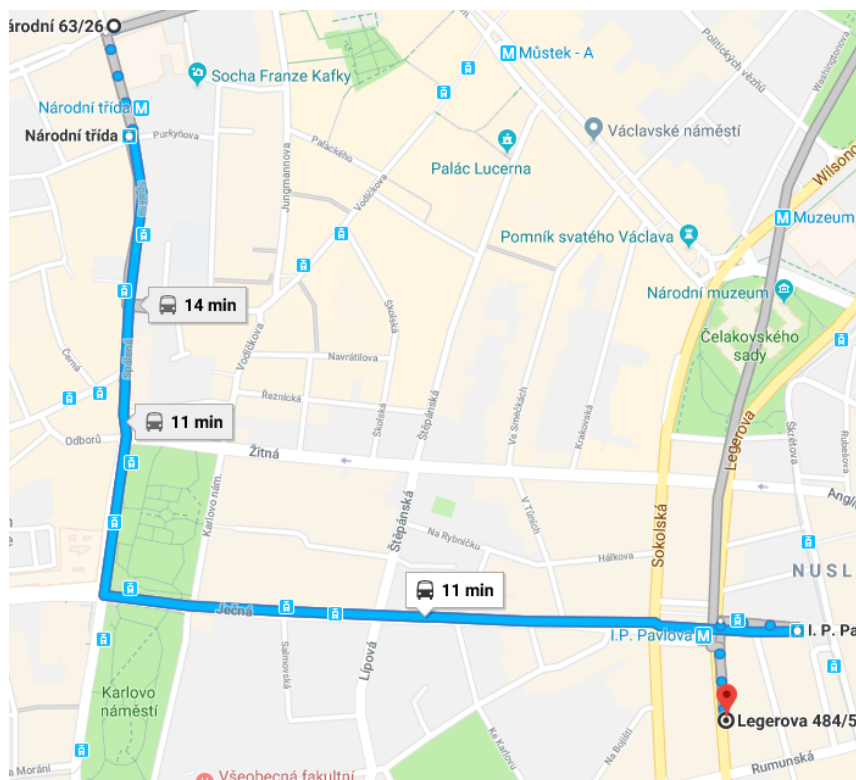 árodní 63/26
Můstek - A
Politických vězňů
Washingtonova
Socha Franze Kafky
Národní třída
Národní třída
Purkyňova
Palackého
Jungmannova
Vodičkova
Václavské náměstí
Palác Lucerna
Wilsono
Muzeum
Spálená
Pomník svatého Václava
Národní muzeum
14 min
Školská
Čelakovského
sady
Vodičkova
Navrátilova
Černá
Spálená
Řeznická
Ve Smečkách
Krakovská
11 min
Školská
Štěpánská
Legerova
Škrétova
Rubešova
Odborů
Žitná
Angli
Karlovo nám.
Štěpánská
V Tůních
Sokolská
Na Rybníčku
Hálkova
NUSL
11 min
Ječná
I.P. Pavlova
I. P. Pa
Salmovská
Lípová
Karlovo
náměstí
Legerova 484/5
Ke Karlovu
Na Bojišti
Rumunská
a Moráni
Všeobecná fakultní